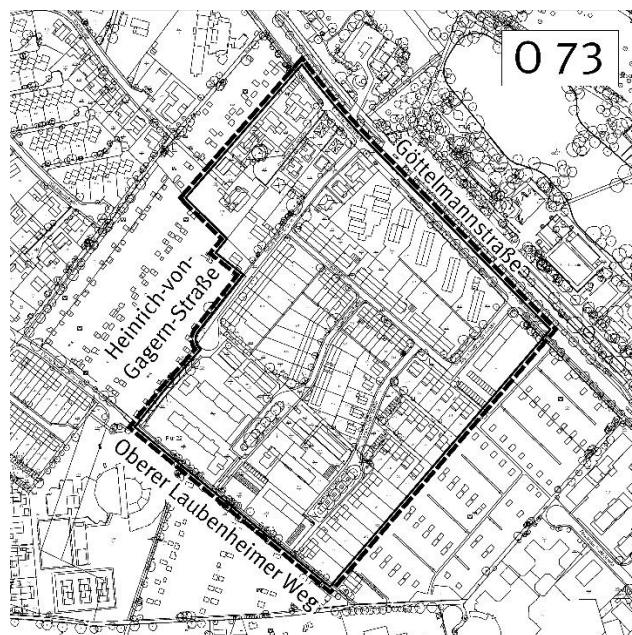 O 73
Göttelmannstraße
Heinrich-von-
Gagern-Straße
Oberer Laubenheimer Weg